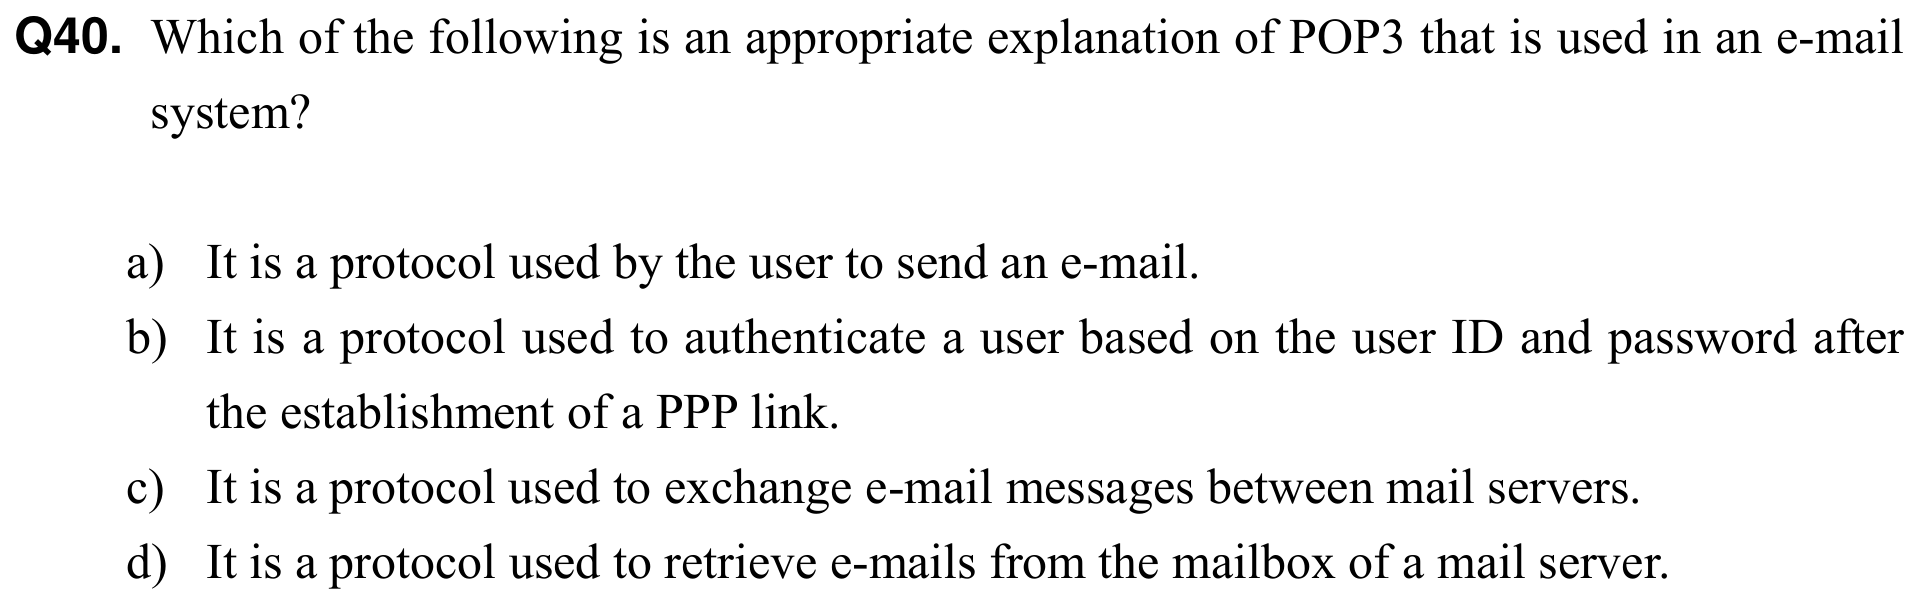 Q40. Which of the following is an appropriate explanation of POP3 that is used in an e-mail
system?
a) It is a protocol used by the user to send an e-mail.
b) It is a protocol used to authenticate a user based on the user ID and password after
the establishment of a PPP link.
c) It is a protocol used to exchange e-mail messages between mail servers.
d) It is a protocol used to retrieve e-mails from the mailbox of a mail server.